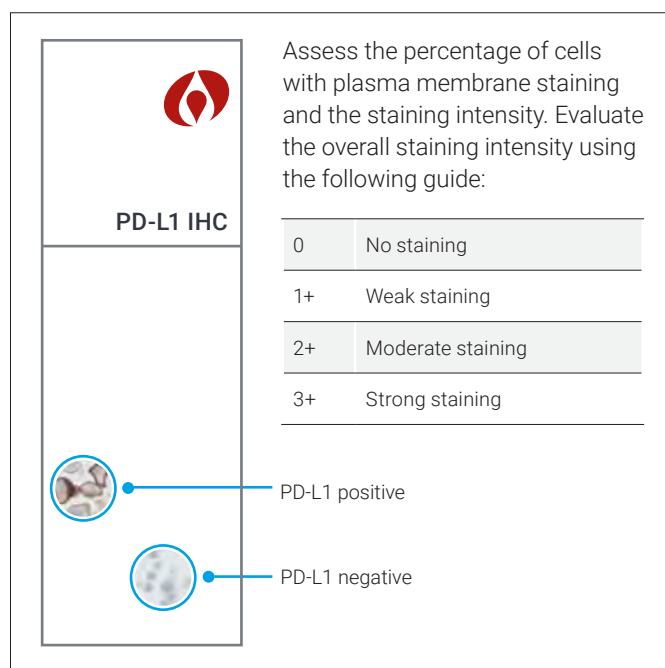 Assess the percentage of cells
with plasma membrane staining
and the staining intensity. Evaluate
the overall staining intensity using
the following guide:
PD-L1 IHC
0 No staining
1+ Weak staining
2+ Moderate staining
3+ Strong staining
PD-L1 positive
PD-L1 negative